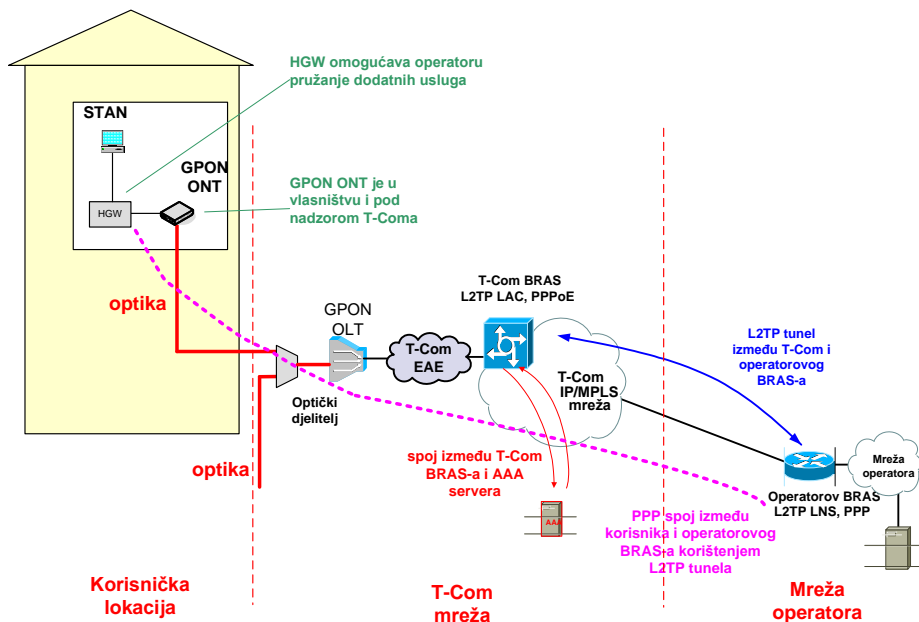 HGW omogućava operatoru
pružanje dodatnih usluga
STAN
GPON
ONT
HGW
GPON ONT je u
vlasništvu i pod
nadzorom T-Coma
optika
optika
GPON
OLT
Optički
djelitelj
T-Com
EAE
T-Com BRAS
L2TP LAC, PPPoE
T-Com
IP/MPLS
mreža
L2TP tunel
između T-Com i
operatorovog
BRAS-a
spoj između T-Com
BRAS-a i AAA
servera
AAA
PPP spoj između
korisnika i operatorovog
BRAS-a korištenjem
L2TP tunela
Operatorov BRAS
L2TP LNS, PPP
Mreža
operatora
Korisnička
lokacija
T-Com
mreža
Mreža
operatora